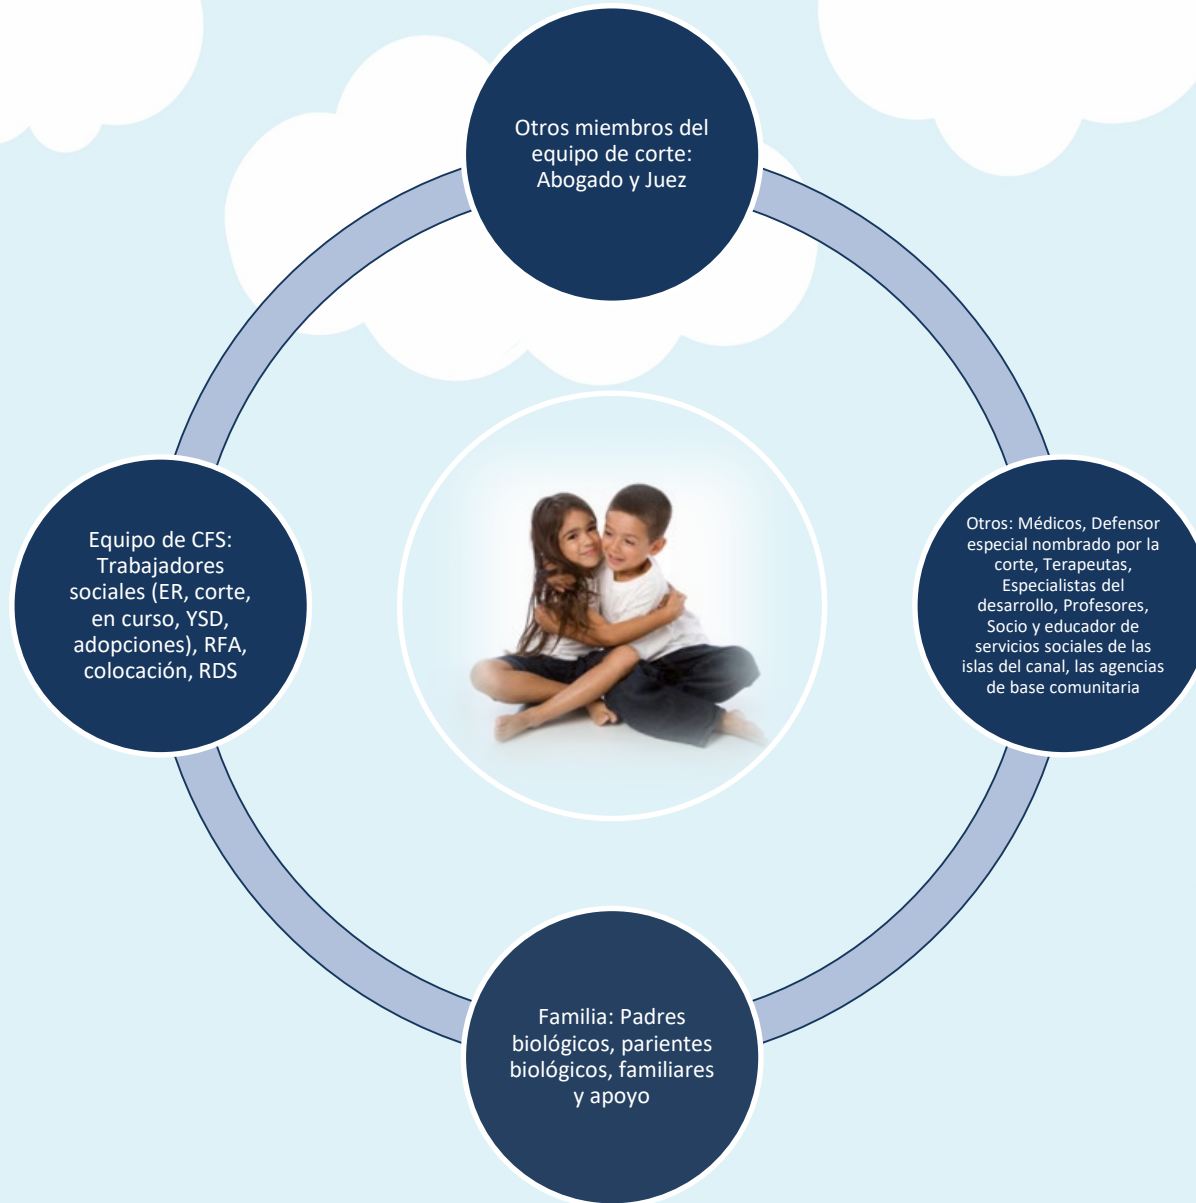 Otros miembros del
equipo de corte:
Abogado y Juez
Equipo de CFS:
Trabajadores
sociales (ER, corte,
en curso, YSD,
adopciones), RFA,
colocación, RDS
Otros: Médicos, Defensor
especial nombrado por la
corte, Terapeutas,
Especialistas del
desarrollo, Profesores,
Socio y educador de
servicios sociales de las
islas del canal, las agencias
de base comunitaria
Familia: Padres
biológicos, parientes
biológicos, familiares
y apoyo